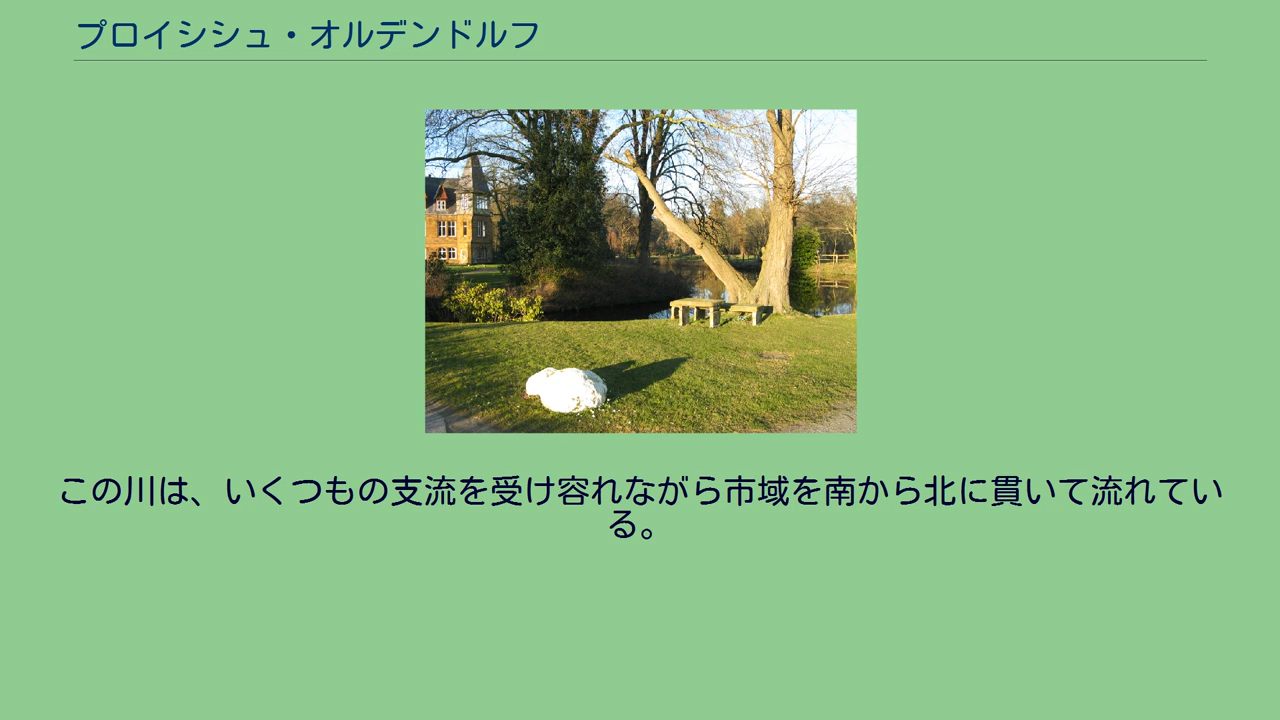 プロイシシュ・オルデンドルフ
この川は、いくつもの支流を受け容れながら市域を南から北に貫いて流れてい
る。